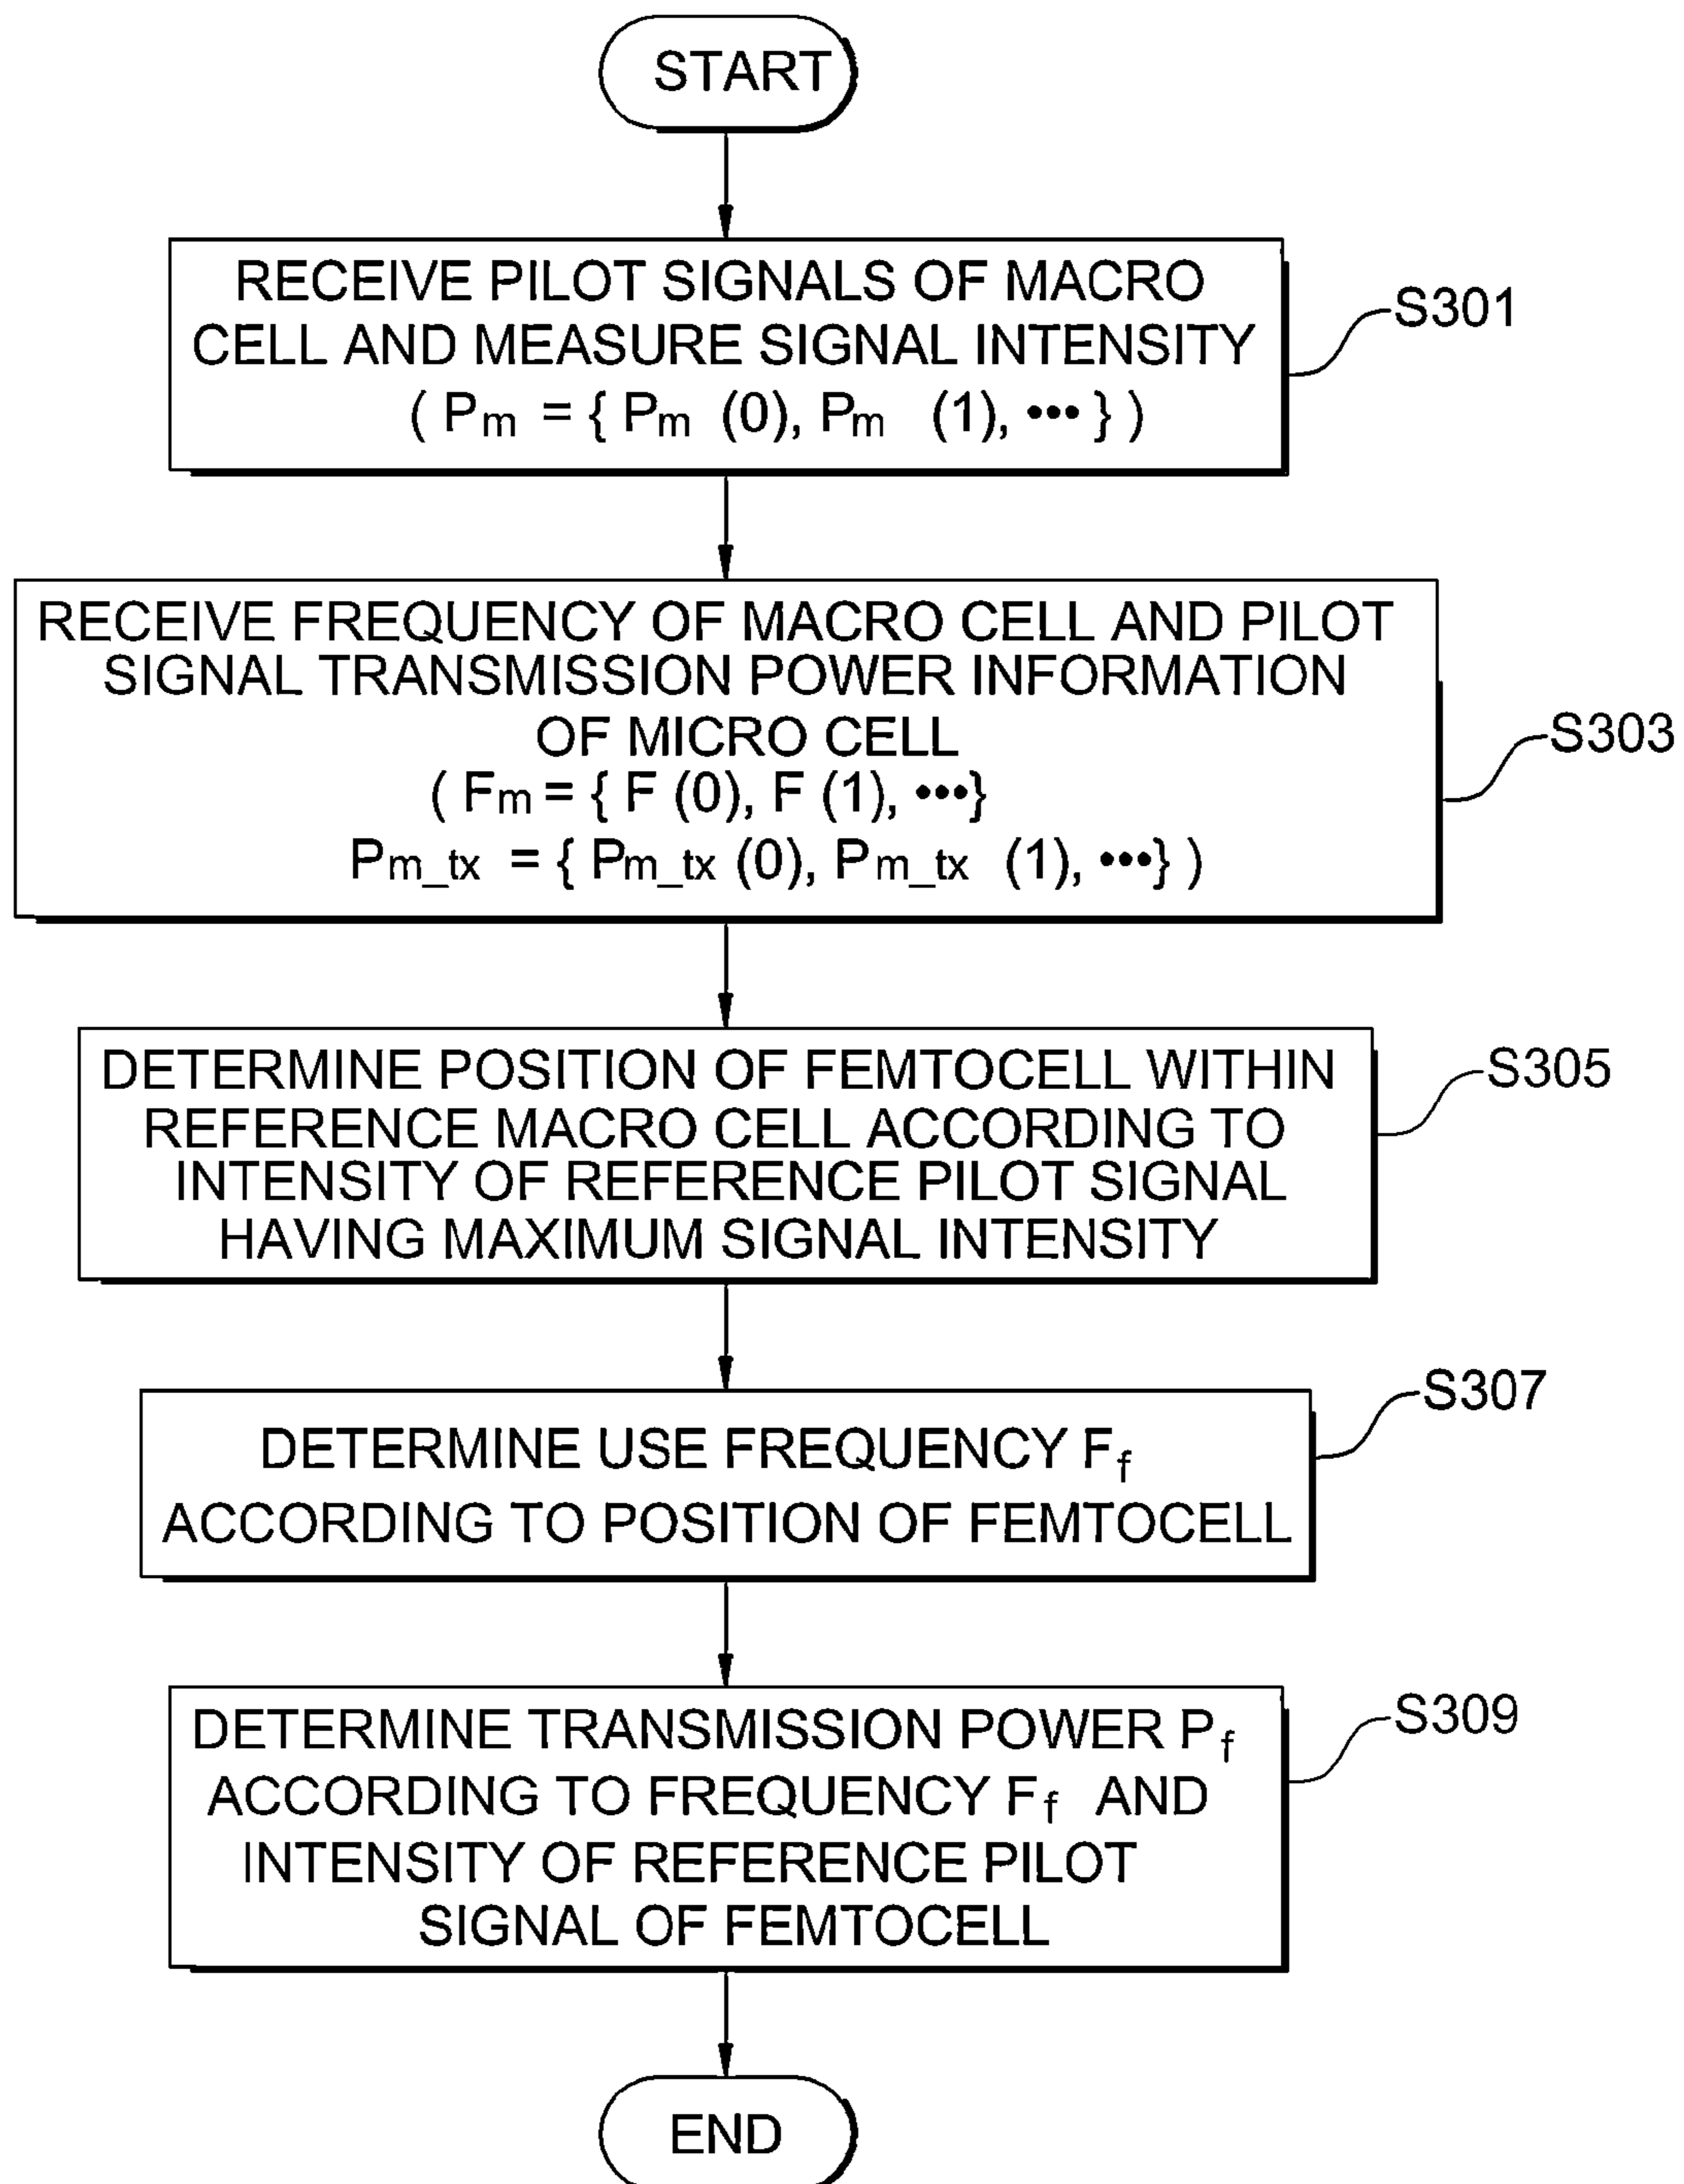 START
RECEIVE PILOT SIGNALS OF MACRO
CELL AND MEASURE SIGNAL INTENSITY
( Pm = { Pm (0), Pm (1), ••• } )
S301
RECEIVE FREQUENCY OF MACRO CELL AND PILOT
SIGNAL TRANSMISSION POWER INFORMATION
OF MICRO CELL
( Fm = { F (0), F (1), •••}
Pm_tx = { Pm_tx (0), Pm_tx (1), •••} )
S303
DETERMINE POSITION OF FEMTOCELL WITHIN
REFERENCE MACRO CELL ACCORDING TO
INTENSITY OF REFERENCE PILOT SIGNAL
HAVING MAXIMUM SIGNAL INTENSITY
S305
DETERMINE USE FREQUENCY Ff
ACCORDING TO POSITION OF FEMTOCELL
S307
DETERMINE TRANSMISSION POWER Pf
ACCORDING TO FREQUENCY Ff AND
INTENSITY OF REFERENCE PILOT
SIGNAL OF FEMTOCELL
S309
END